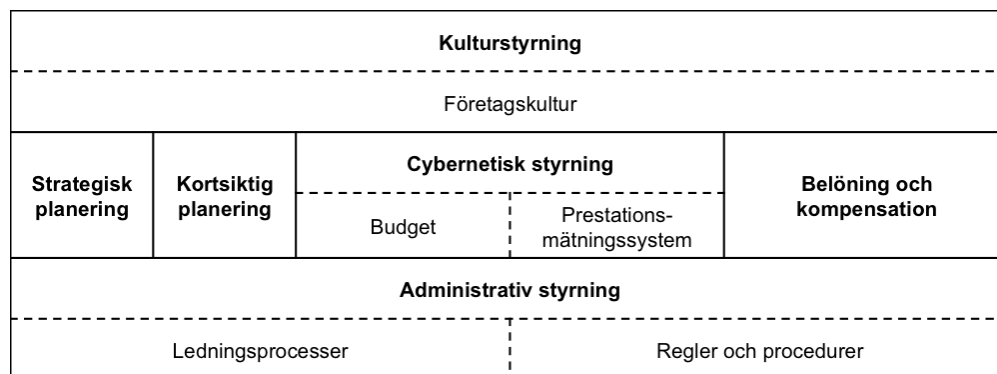 Kulturstyrning
Företagskultur
Strategisk
planering
Kortsiktig
planering
Cybernetisk styrning
Budget
Prestations-
mätningssystem
Belöning och
kompensation
Administrativ styrning
Ledningsprocesser
Regler och procedurer